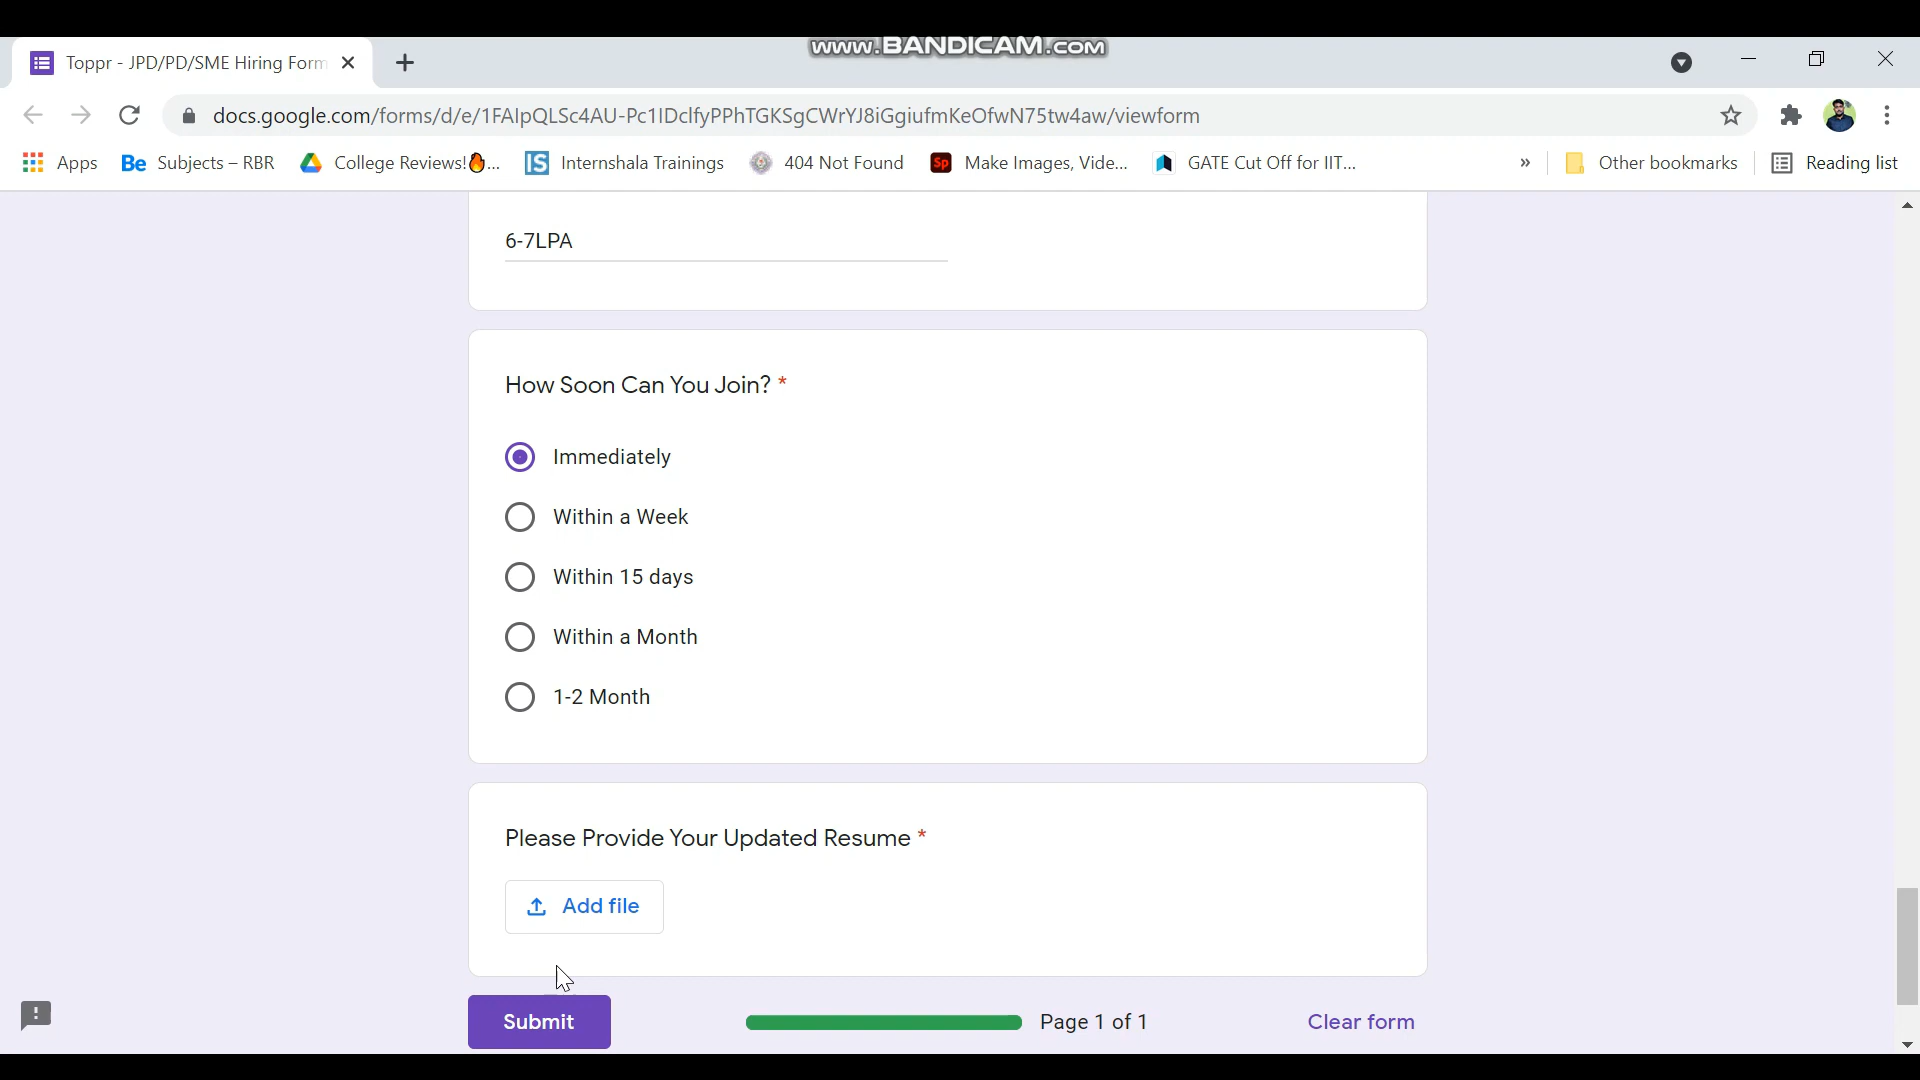 www.BANDICAM.com
Toppr - JPD/PD/SME Hiring Form
docs.google.com/forms/d/e/1FAIpQLSc4AU-Pc1IDclfyPPhTGKSgCWrYJ8iGgiufmKeOfwN75tw4aw/viewform
Apps Be Subjects – RBR College Reviews!🔥... IS Internshala Trainings 404 Not Found Sp Make Images, Vide... GATE Cut Off for IIT... » Other bookmarks Reading list
6-7LPA
How Soon Can You Join? *
Immediately
Within a Week
Within 15 days
Within a Month
1-2 Month
Please Provide Your Updated Resume *
Add file
Submit Page 1 of 1 Clear form